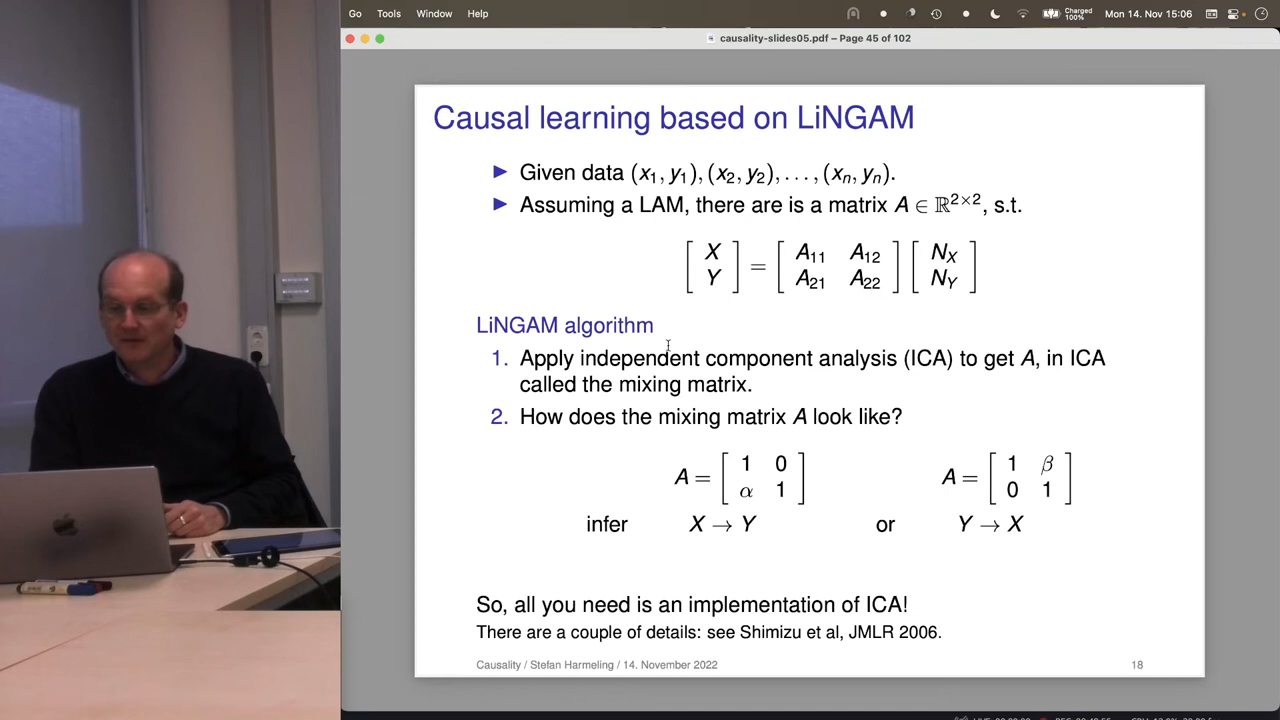 Go Tools Window Help
Charged 100% Mon 14. Nov 15:06
causality-slides05.pdf – Page 45 of 102
Causal learning based on LiNGAM
▶ Given data (x₁, y₁), (x₂, y₂), . . . , (xₙ, yₙ).
▶ Assuming a LAM, there are is a matrix A ∈ ℝ²ˣ², s.t.
[ X ] = [ A₁₁ A₁₂ ] [ N_X ]
[ Y ] [ A₂₁ A₂₂ ] [ N_Y ]
LiNGAM algorithm
1. Apply independent component analysis (ICA) to get A, in ICA
called the mixing matrix.
2. How does the mixing matrix A look like?
A = [ 1 0 ] A = [ 1 β ]
[ α 1 ] [ 0 1 ]
infer X → Y or Y → X
So, all you need is an implementation of ICA!
There are a couple of details: see Shimizu et al, JMLR 2006.
Causality / Stefan Harmeling / 14. November 2022 18